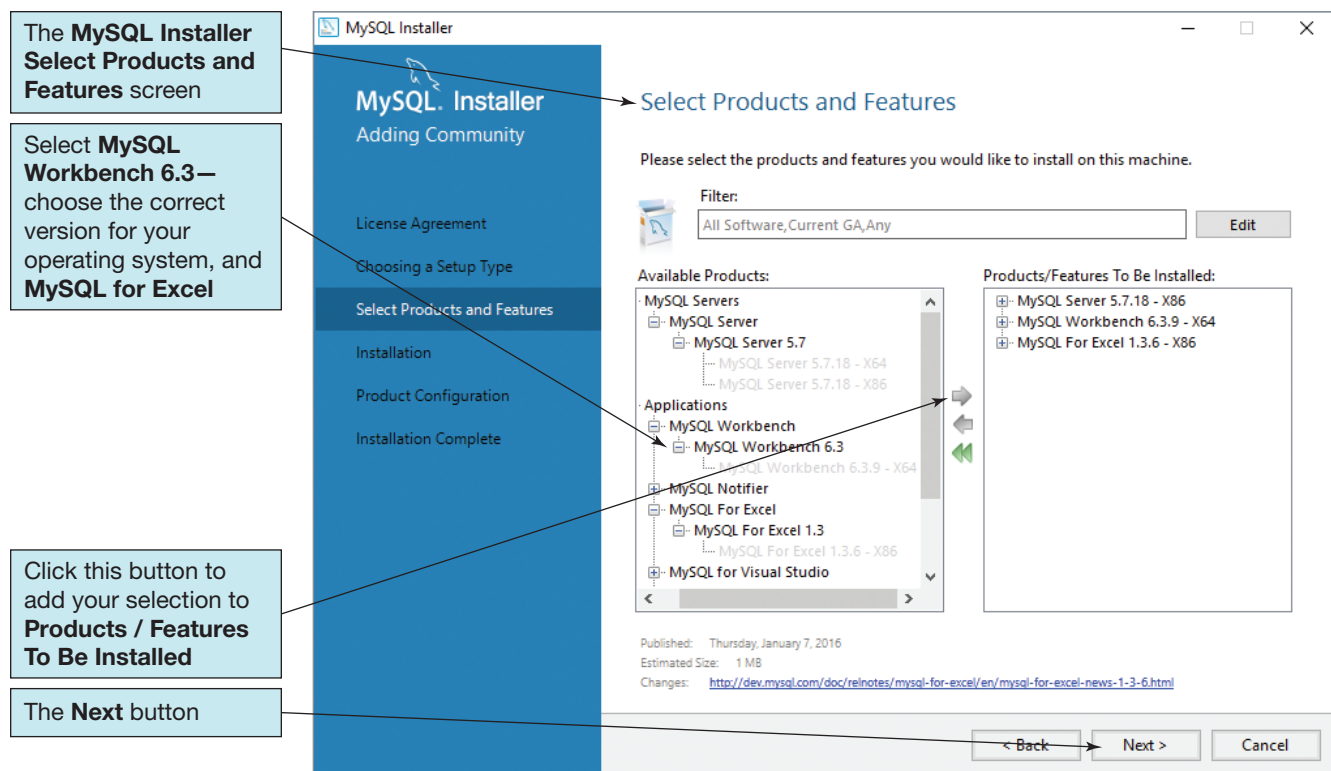 The MySQL Installer
Select Products and
Features screen
Select MySQL
Workbench 6.3—
choose the correct
version for your
operating system, and
MySQL for Excel
Click this button to
add your selection to
Products / Features
To Be Installed
The Next button
MySQL Installer
MySQL. Installer
Adding Community
License Agreement
Choosing a Setup Type
Select Products and Features
Installation
Product Configuration
Installation Complete
Select Products and Features
Please select the products and features you would like to install on this machine.
Filter:
All Software,Current GA,Any
Edit
Available Products:
MySQL Servers
MySQL Server
MySQL Server 5.7
MySQL Server 5.7.18 - X64
MySQL Server 5.7.18 - X86
Applications
MySQL Workbench
MySQL Workbench 6.3
MySQL Workbench 6.3.9 - X64
MySQL Notifier
MySQL For Excel
MySQL For Excel 1.3
MySQL For Excel 1.3.6 - X86
MySQL for Visual Studio
Products/Features To Be Installed:
MySQL Server 5.7.18 - X86
MySQL Workbench 6.3.9 - X64
MySQL For Excel 1.3.6 - X86
Published: Thursday, January 7, 2016
Estimated Size: 1 MB
Changes: http://dev.mysql.com/doc/relnotes/mysql-for-excel/en/mysql-for-excel-news-1-3-6.html
< Back
Next >
Cancel